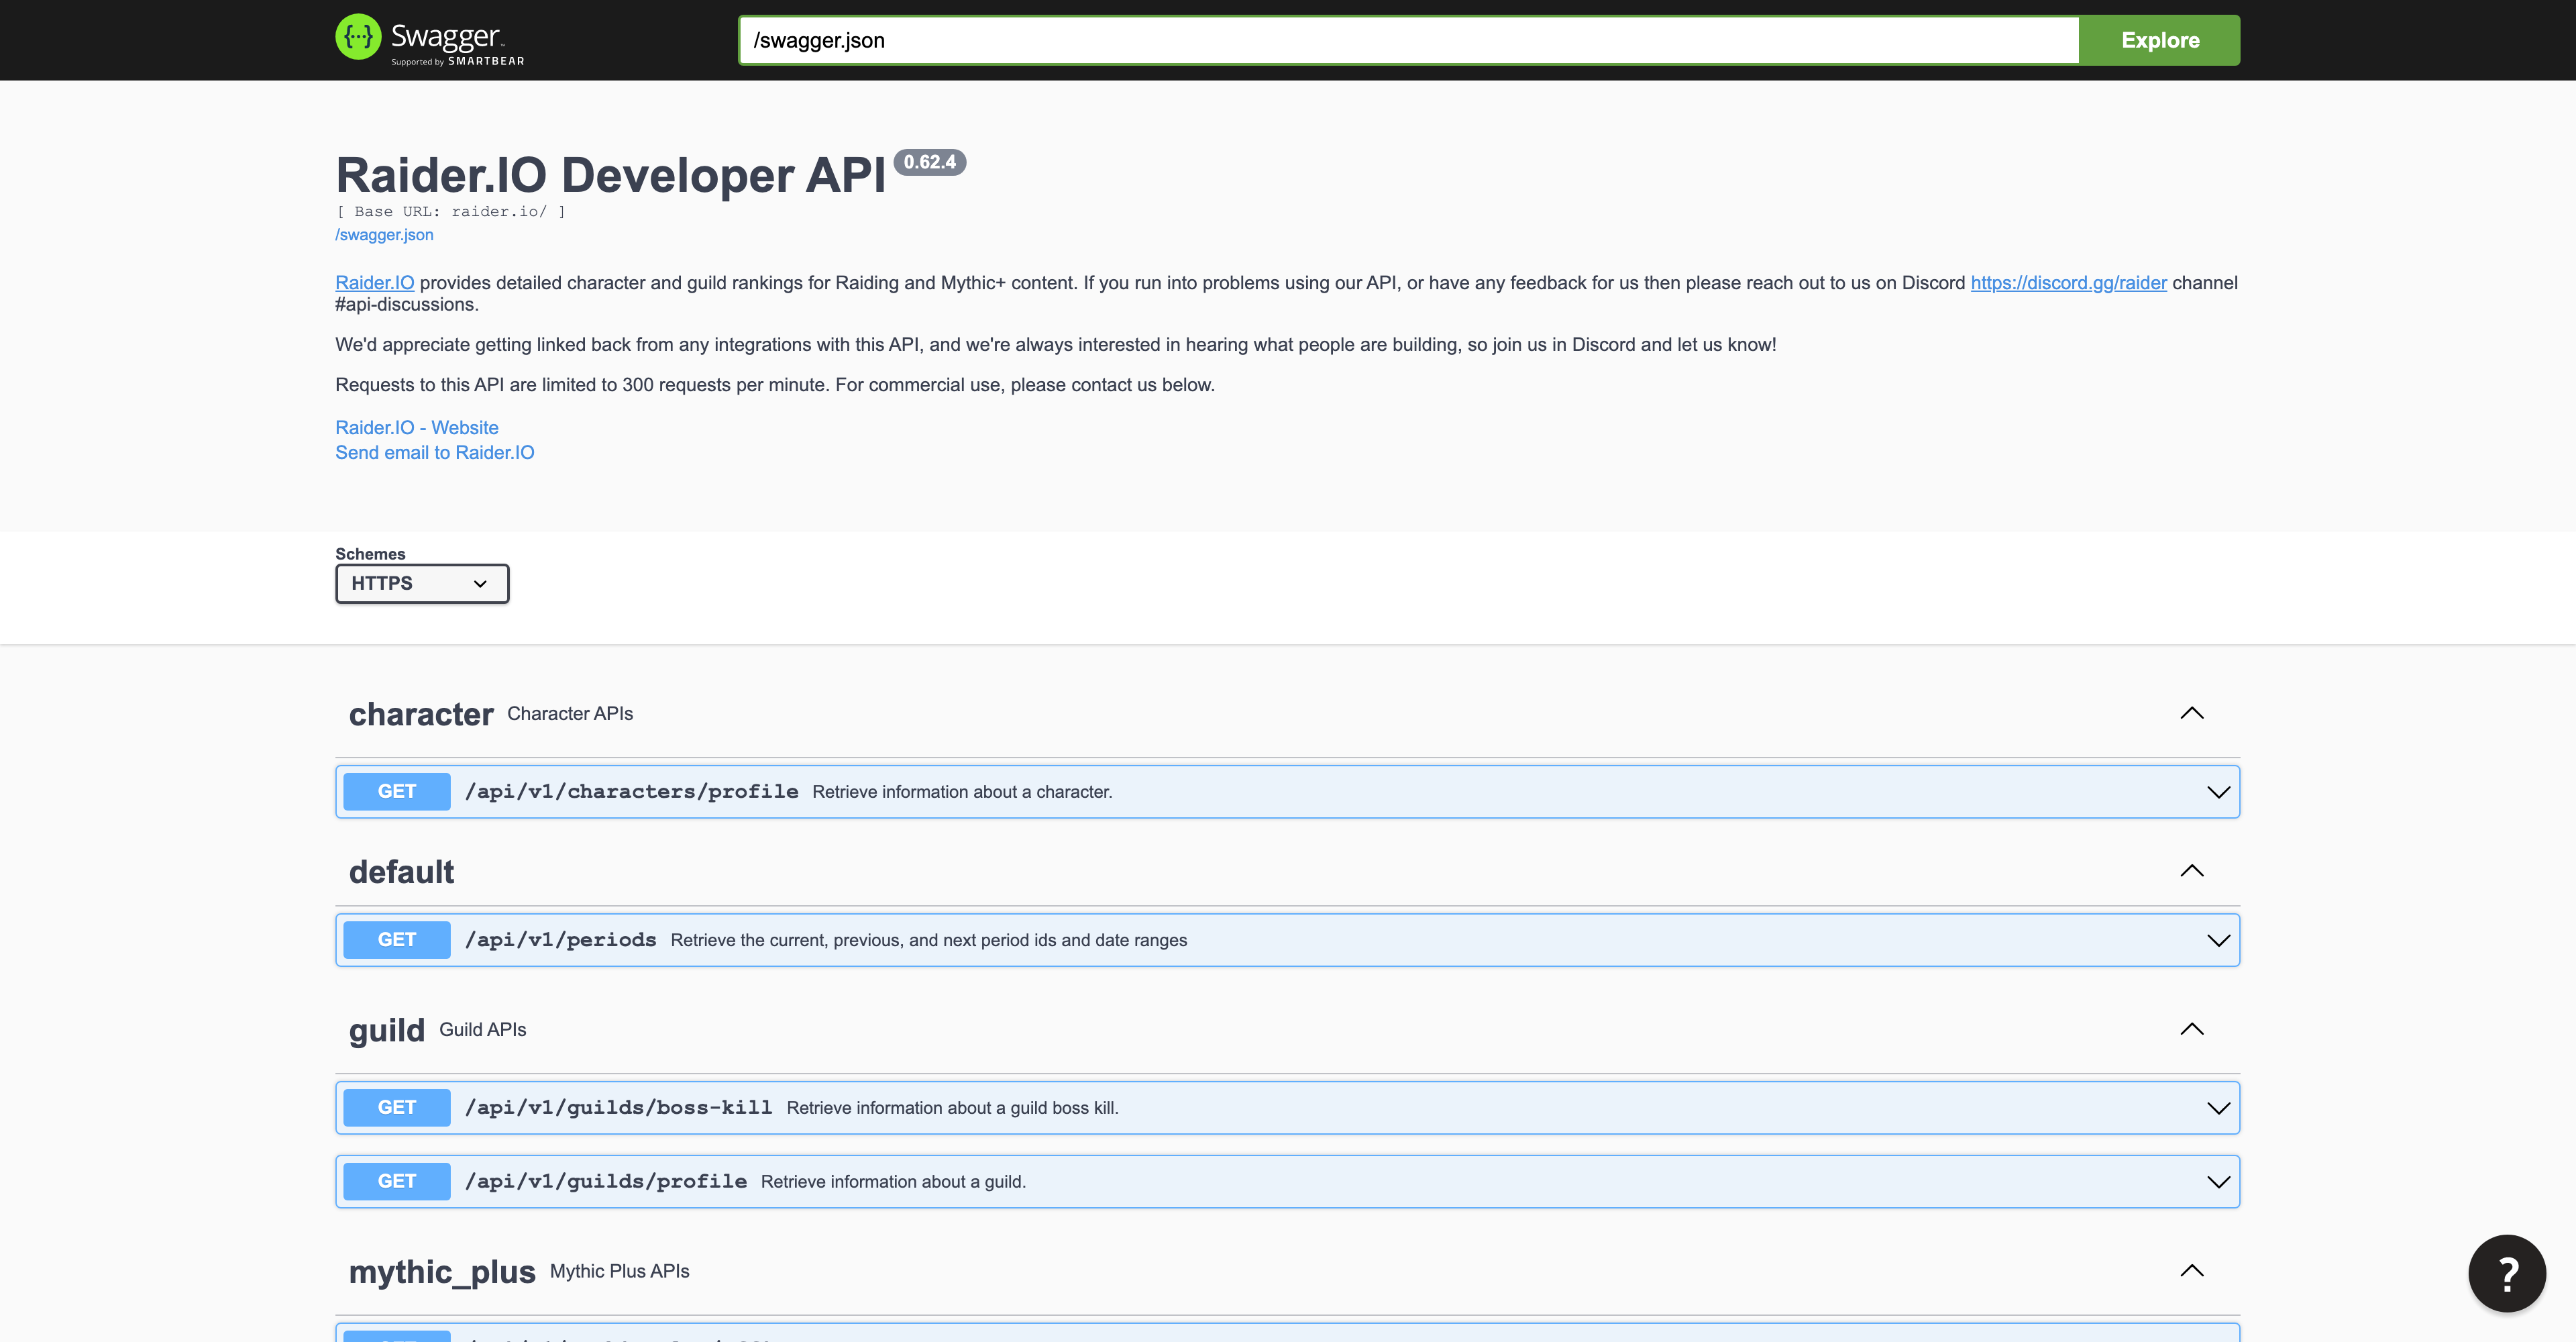 Swagger™
Supported by SMARTBEAR
/swagger.json
Explore
Raider.IO Developer API 0.62.4
[ Base URL: raider.io/ ]
/swagger.json
Raider.IO provides detailed character and guild rankings for Raiding and Mythic+ content. If you run into problems using our API, or have any feedback for us then please reach out to us on Discord https://discord.gg/raider channel
#api-discussions.
We'd appreciate getting linked back from any integrations with this API, and we're always interested in hearing what people are building, so join us in Discord and let us know!
Requests to this API are limited to 300 requests per minute. For commercial use, please contact us below.
Raider.IO - Website
Send email to Raider.IO
Schemes
HTTPS
character Character APIs
GET /api/v1/characters/profile Retrieve information about a character.
default
GET /api/v1/periods Retrieve the current, previous, and next period ids and date ranges
guild Guild APIs
GET /api/v1/guilds/boss-kill Retrieve information about a guild boss kill.
GET /api/v1/guilds/profile Retrieve information about a guild.
mythic_plus Mythic Plus APIs
?